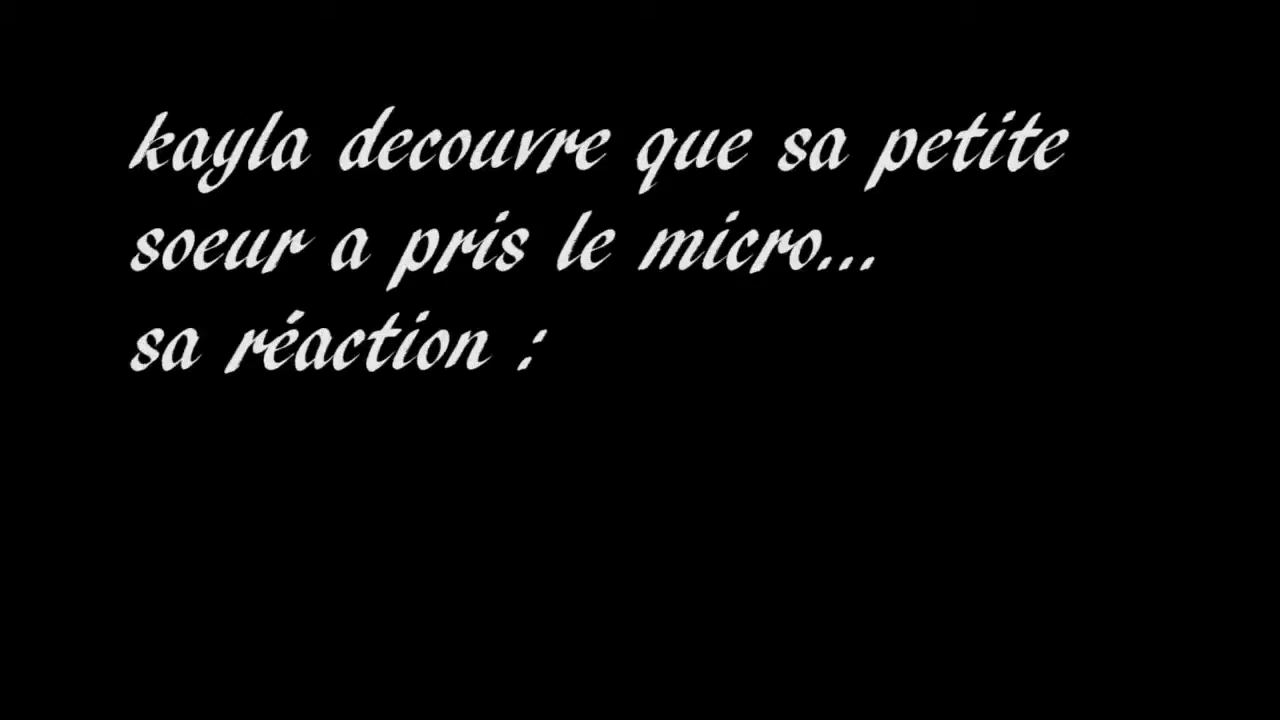 kayla decouvre que sa petite
soeur a pris le micro...
sa réaction :